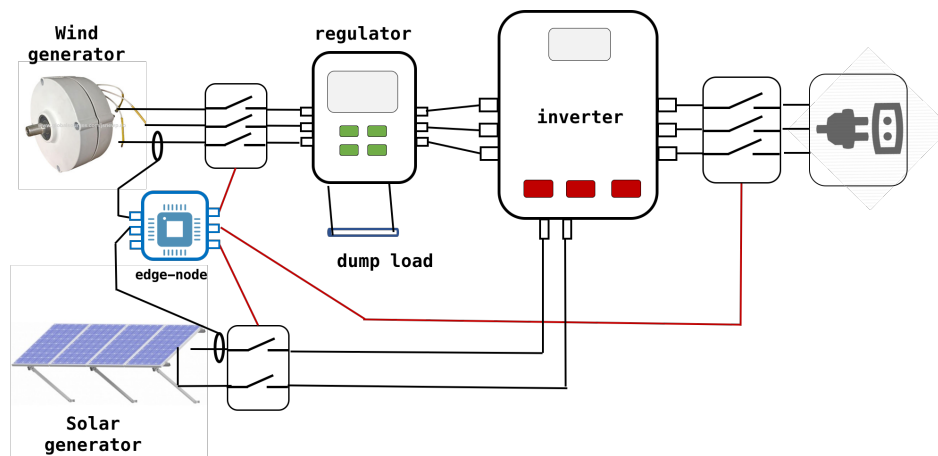 Wind
generator
regulator
inverter
dump load
edge-node
Solar
generator